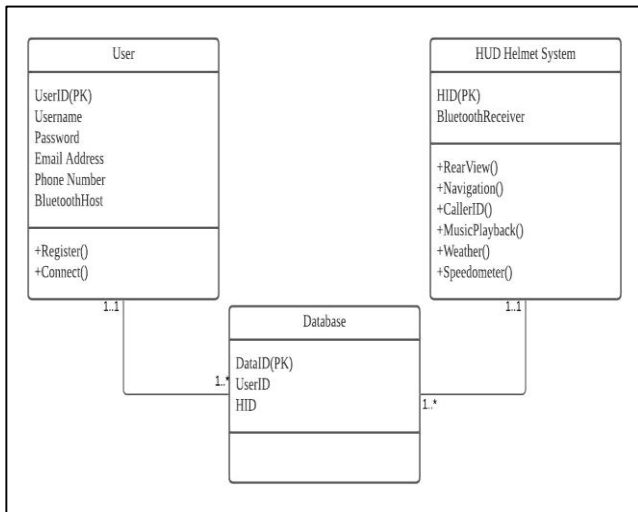 User
UserID(PK)
Username
Password
Email Address
Phone Number
BluetoothHost
+Register()
+Connect()
1..1
HUD Helmet System
HID(PK)
BluetoothReceiver
+RearView()
+Navigation()
+CallerID()
+MusicPlayback()
+Weather()
+Speedometer()
1..1
Database
DataID(PK)
UserID
HID
1..*
1..*